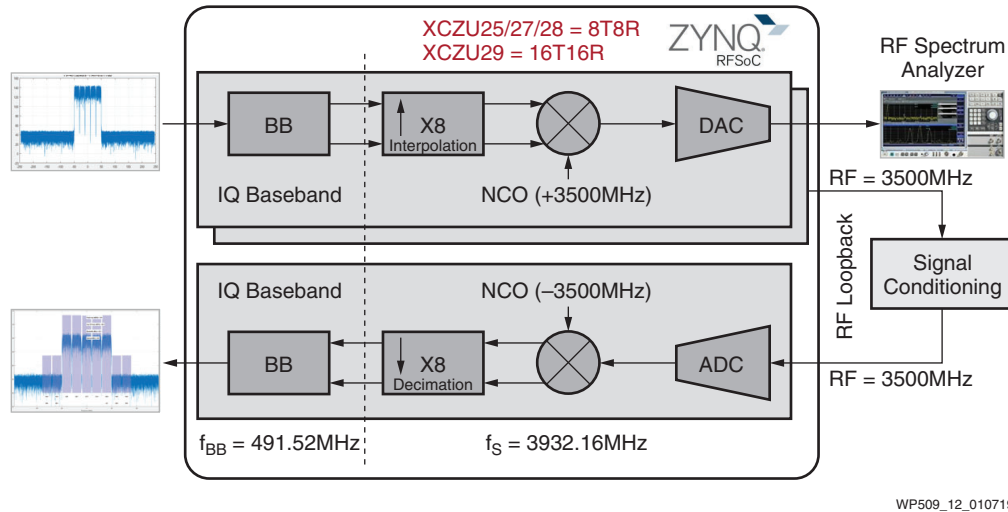 XCZU25/27/28 = 8T8R
XCZU29 = 16T16R
ZYNQ
RFSoC
RF Spectrum
Analyzer
BB
X8
Interpolation
DAC
IQ Baseband
NCO (+3500MHz)
RF = 3500MHz
RF Loopback
Signal
Conditioning
IQ Baseband
NCO (–3500MHz)
BB
X8
Decimation
ADC
RF = 3500MHz
fBB = 491.52MHz
fS = 3932.16MHz
WP509_12_010719